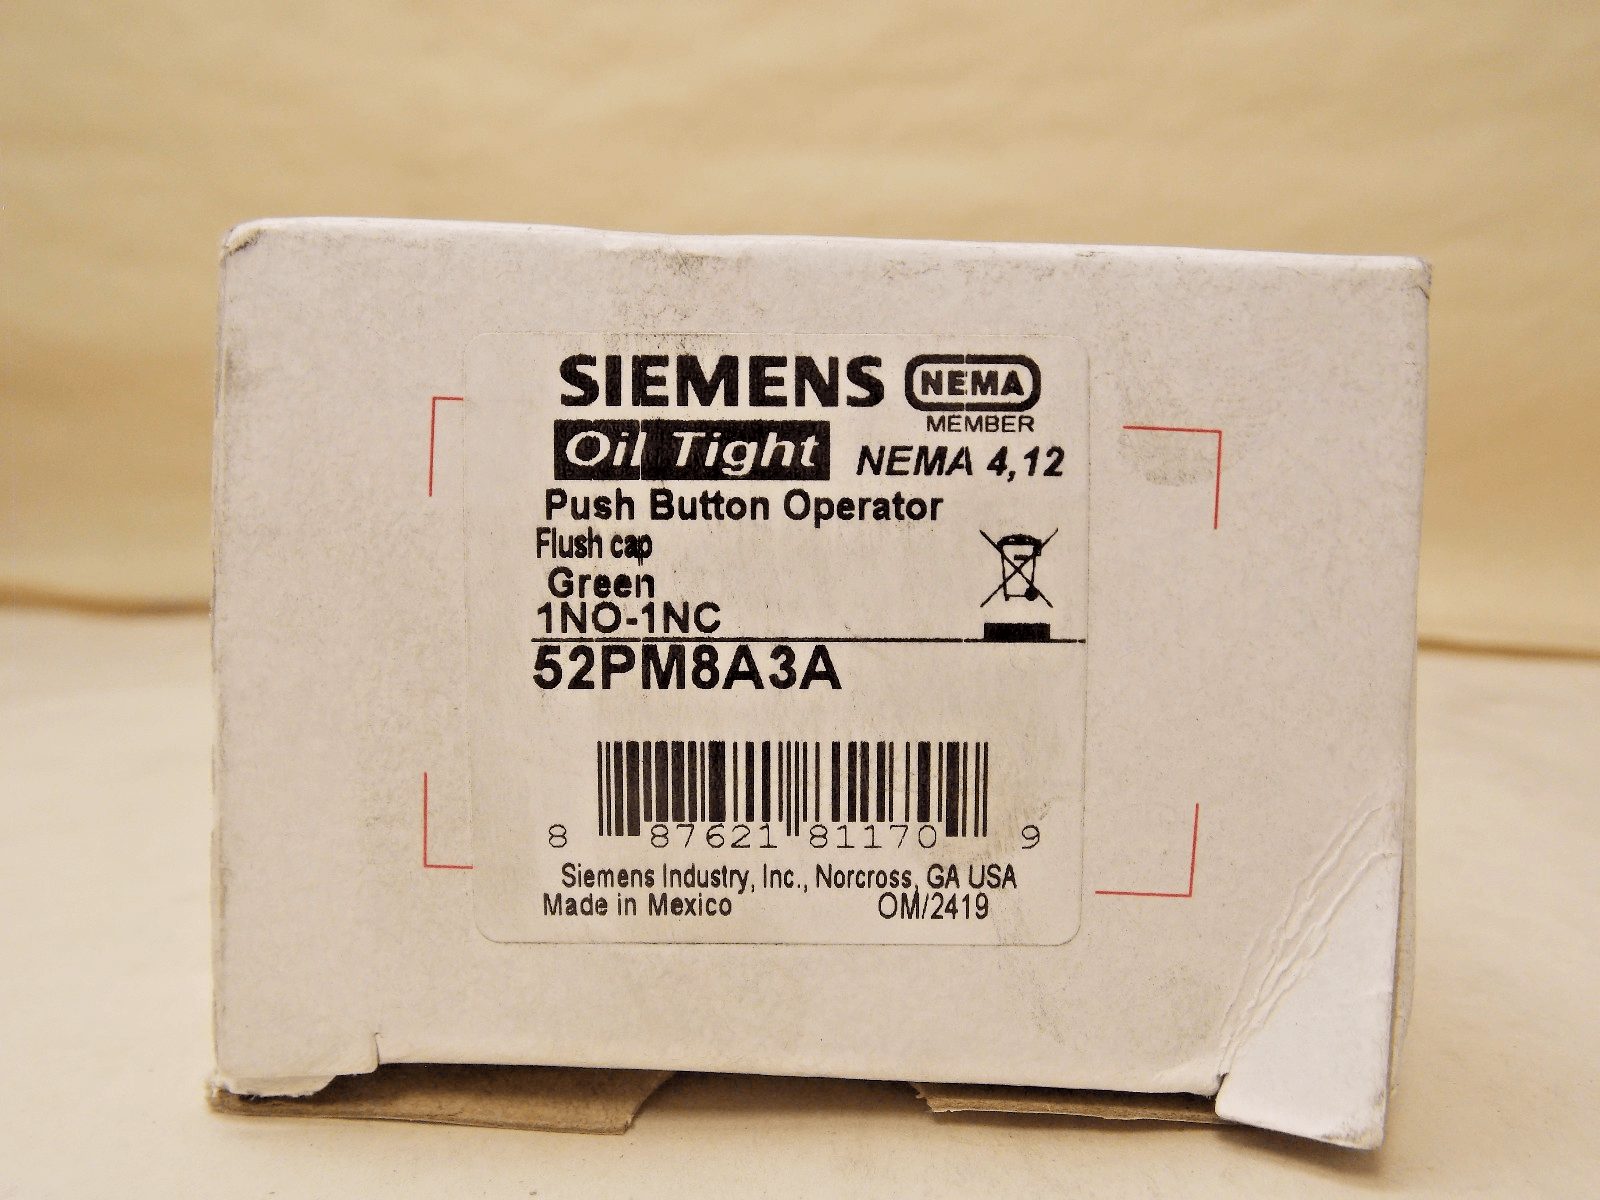 SIEMENS NEMA
MEMBER
Oil Tight NEMA 4,12
Push Button Operator
Flush cap
Green
1NO-1NC
52PM8A3A
8 87621 81170 9
Siemens Industry, Inc., Norcross, GA USA
Made in Mexico OM/2419